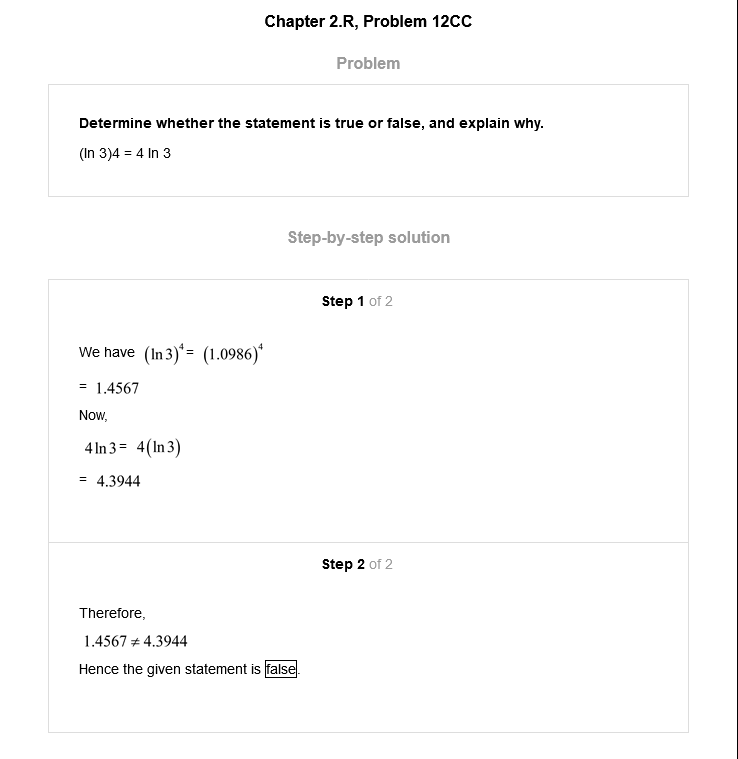 Chapter 2.R, Problem 12CC
Problem
Determine whether the statement is true or false, and explain why.
(ln 3)4 = 4 ln 3
Step-by-step solution
Step 1 of 2
We have (ln 3)⁴ = (1.0986)⁴
= 1.4567
Now,
4 ln 3 = 4(ln 3)
= 4.3944
Step 2 of 2
Therefore,
1.4567 ≠ 4.3944
Hence the given statement is false.